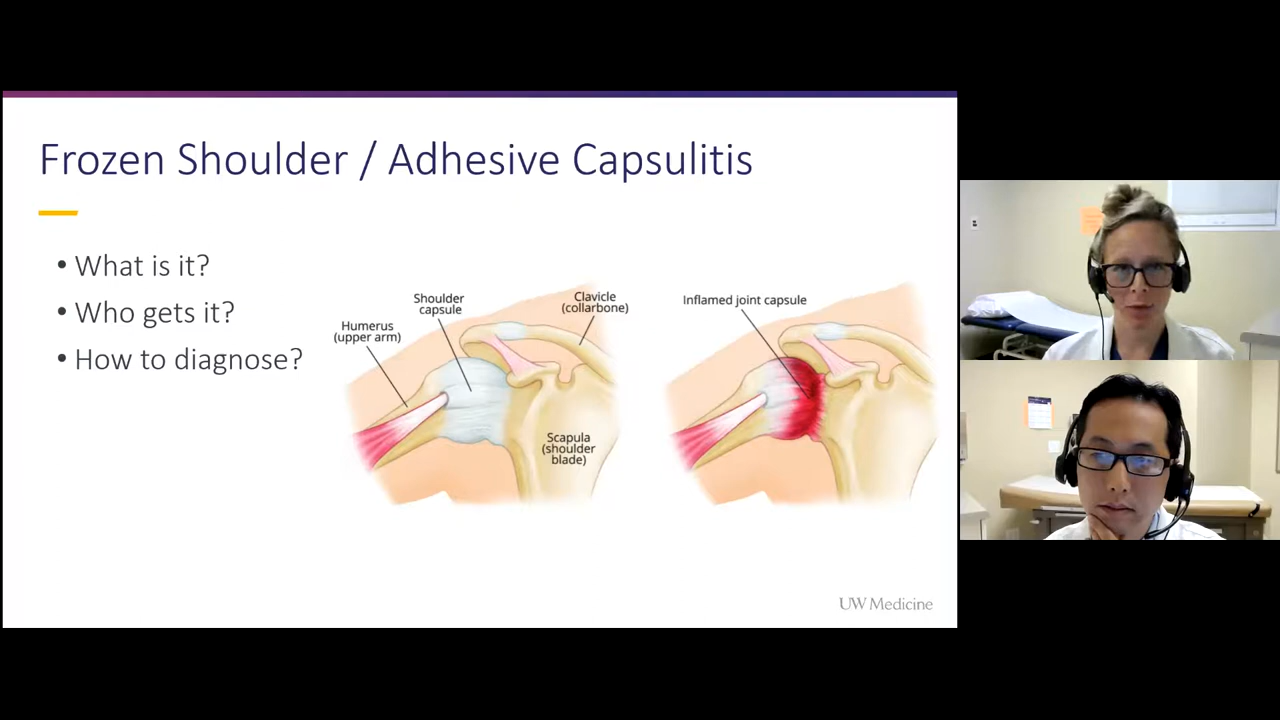 Frozen Shoulder / Adhesive Capsulitis
• What is it?
• Who gets it?
• How to diagnose?
Humerus
(upper arm)
Shoulder
capsule
Clavicle
(collarbone)
Scapula
(shoulder
blade)
Inflamed joint capsule
UW Medicine